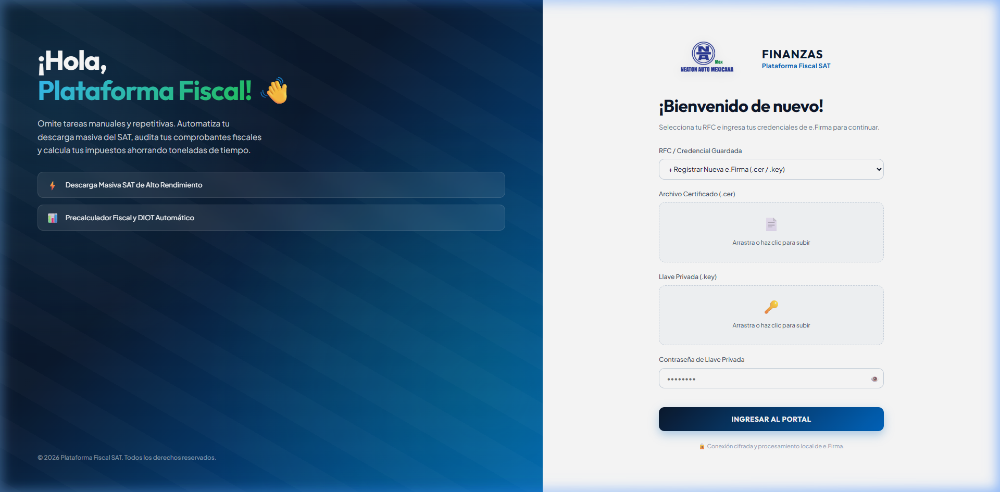 ¡Hola,
Plataforma Fiscal!
Omite tareas manuales y repetitivas. Automatiza tu
descarga masiva del SAT, audita tus comprobantes fiscales
y calcula tus impuestos ahorrando toneladas de tiempo.
Descarga Masiva SAT de Alto Rendimiento
Precalculador Fiscal y DIOT Automático
© 2026 Plataforma Fiscal SAT. Todos los derechos reservados.
NA
Mex
NEATON AUTO MEXICANA
FINANZAS
Plataforma Fiscal SAT
¡Bienvenido de nuevo!
Selecciona tu RFC e ingresa tus credenciales de e.Firma para continuar.
RFC / Credencial Guardada
+ Registrar Nueva e.Firma (.cer / .key)
Archivo Certificado (.cer)
Arrastra o haz clic para subir
Llave Privada (.key)
Arrastra o haz clic para subir
Contraseña de Llave Privada
••••••••
INGRESAR AL PORTAL
Conexión cifrada y procesamiento local de e.Firma.